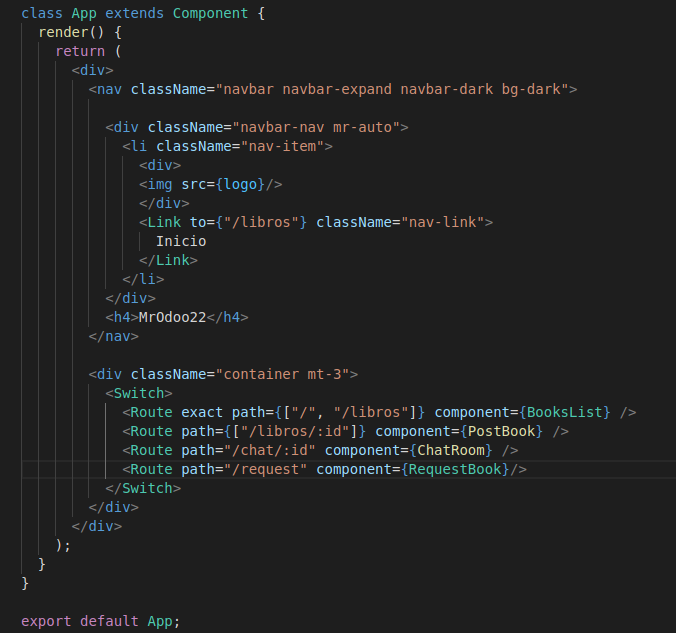 class App extends Component {
  render() {
    return (
      <div>
        <nav className="navbar navbar-expand navbar-dark bg-dark">

          <div className="navbar-nav mr-auto">
            <li className="nav-item">
              <div>
              <img src={logo}/>
              </div>
              <Link to={"/libros"} className="nav-link">
                Inicio
              </Link>
            </li>
          </div>
          <h4>MrOdoo22</h4>
        </nav>

        <div className="container mt-3">
          <Switch>
            <Route exact path={["/", "/libros"]} component={BooksList} />
            <Route path={["/libros/:id"]} component={PostBook} />
            <Route path="/chat/:id" component={ChatRoom} />
            <Route path="/request" component={RequestBook}/>
          </Switch>
        </div>
      </div>
    );
  }
}

export default App;